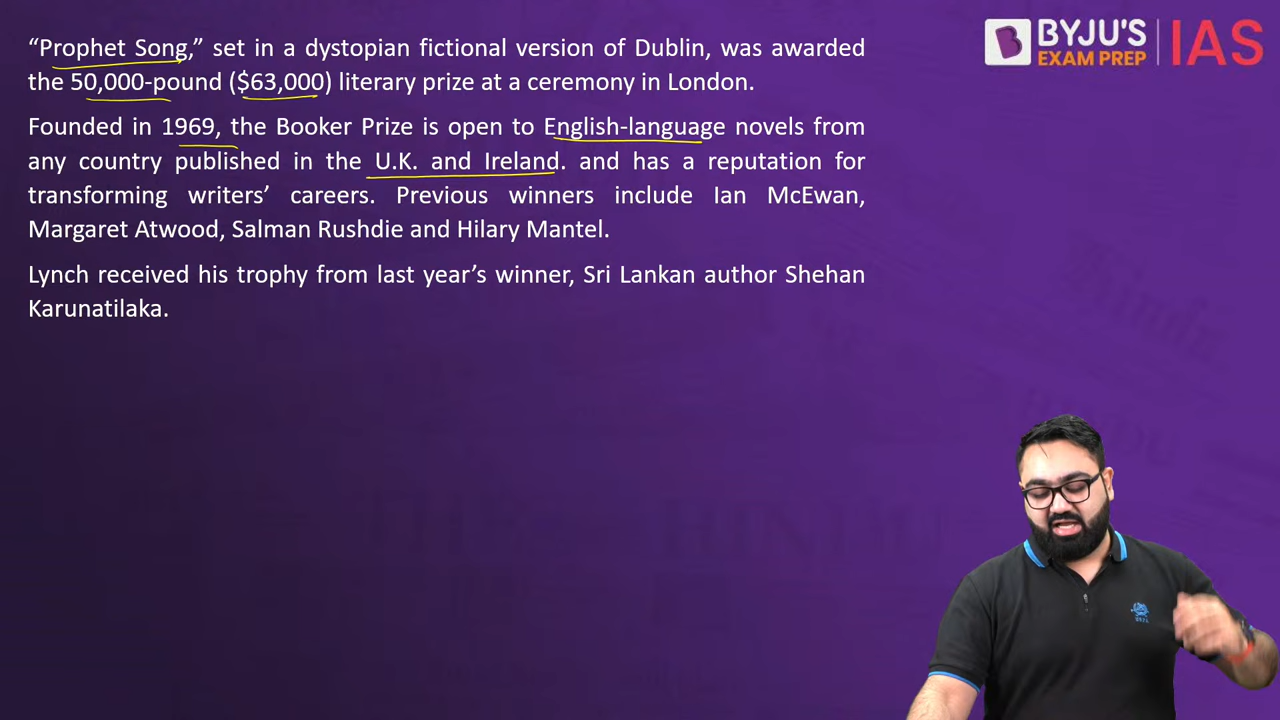 “Prophet Song,” set in a dystopian fictional version of Dublin, was awarded
the 50,000-pound ($63,000) literary prize at a ceremony in London.
Founded in 1969, the Booker Prize is open to English-language novels from
any country published in the U.K. and Ireland. and has a reputation for
transforming writers’ careers. Previous winners include Ian McEwan,
Margaret Atwood, Salman Rushdie and Hilary Mantel.
Lynch received his trophy from last year’s winner, Sri Lankan author Shehan
Karunatilaka.
BYJU'S
EXAM PREP
IAS